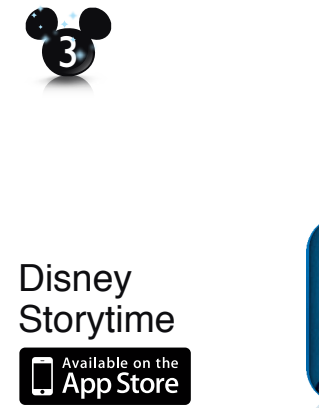 3
Disney
Storytime
Available on the
App Store